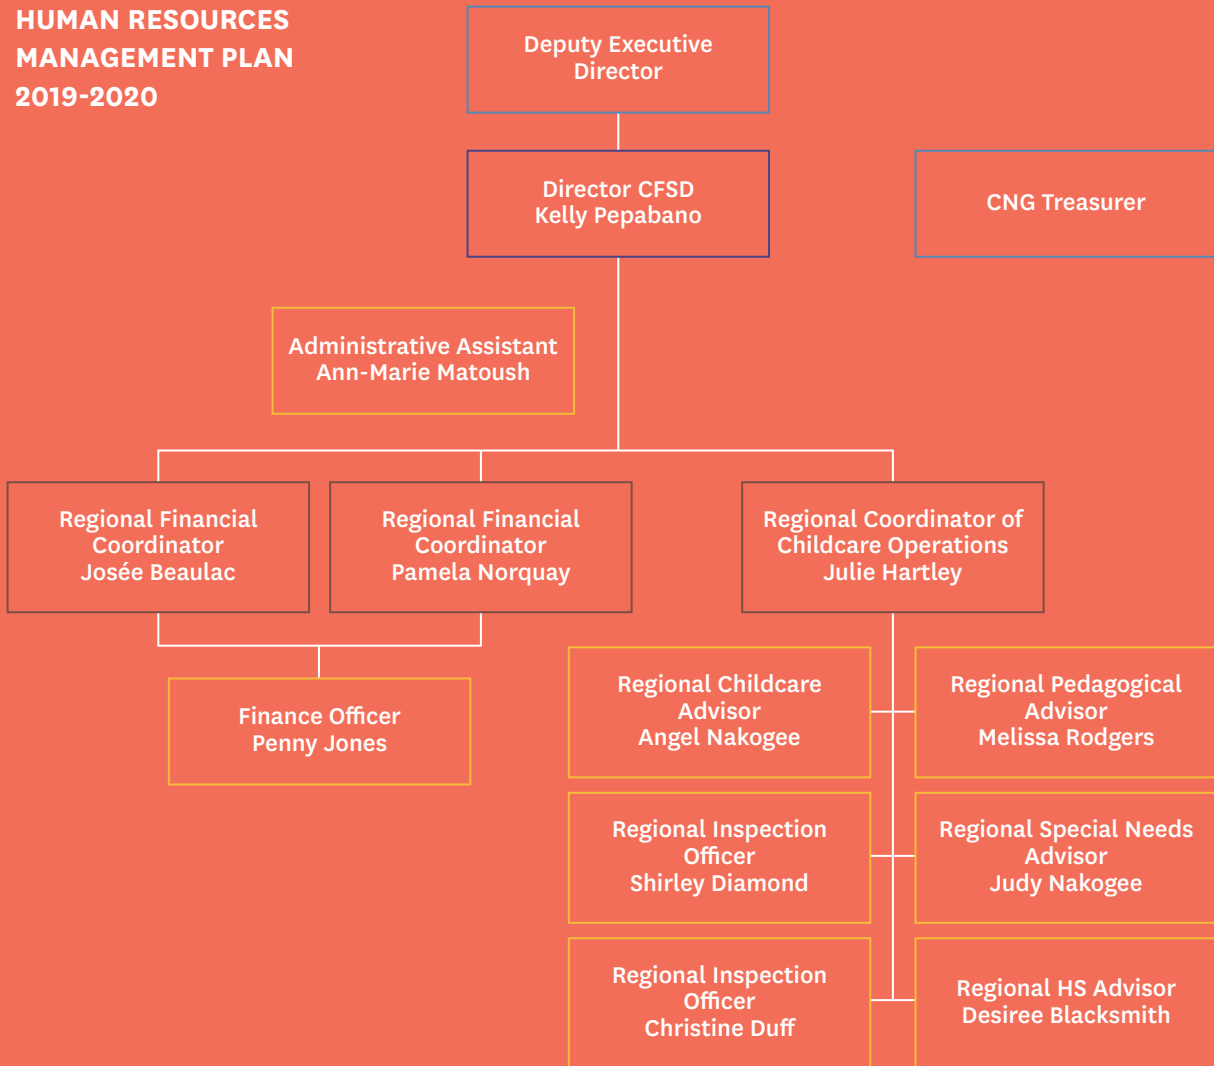 HUMAN RESOURCES
MANAGEMENT PLAN
2019-2020
Deputy Executive
Director
Director CFSD
Kelly Pepabano
CNG Treasurer
Administrative Assistant
Ann-Marie Matoush
Regional Financial
Coordinator
Josée Beaulac
Regional Financial
Coordinator
Pamela Norquay
Regional Coordinator of
Childcare Operations
Julie Hartley
Finance Officer
Penny Jones
Regional Childcare
Advisor
Angel Nakogee
Regional Pedagogical
Advisor
Melissa Rodgers
Regional Inspection
Officer
Shirley Diamond
Regional Special Needs
Advisor
Judy Nakogee
Regional Inspection
Officer
Christine Duff
Regional HS Advisor
Desiree Blacksmith